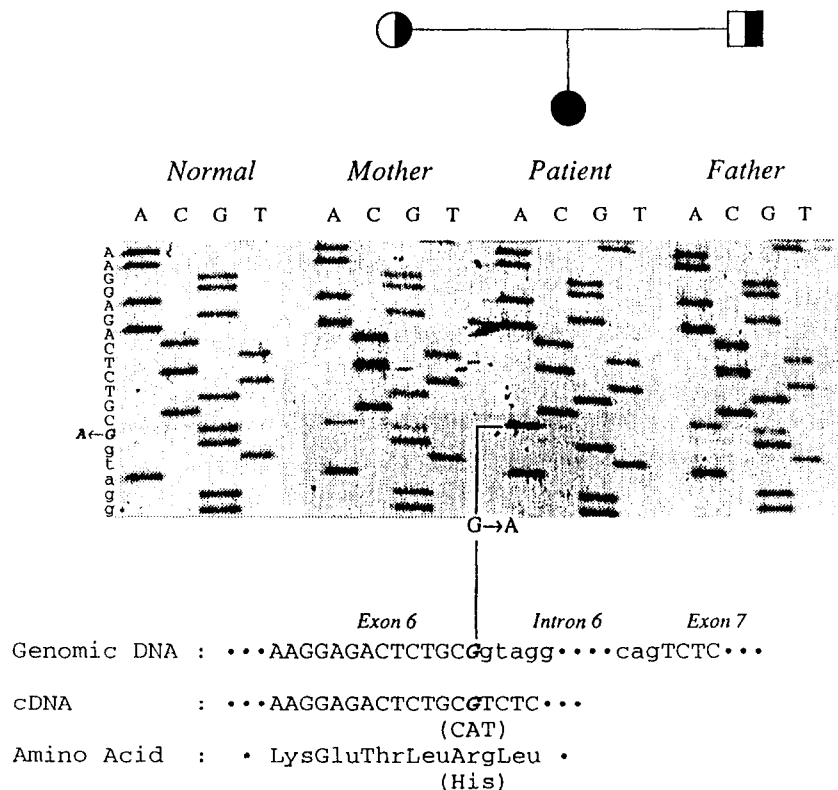 Normal Mother Patient Father
A C G T A C G T A C G T A C G T
A
A
G
G
A
G
A
C
T
C
T
G
C
A←G
g
t
a
g
g
G→A
Exon 6 Intron 6 Exon 7
Genomic DNA : •••AAGGAGACTCTGCGgtagg••••cagTCTC•••
cDNA : •••AAGGAGACTCTGCGTCTC•••
(CAT)
Amino Acid : • LysGluThrLeuArgLeu •
(His)